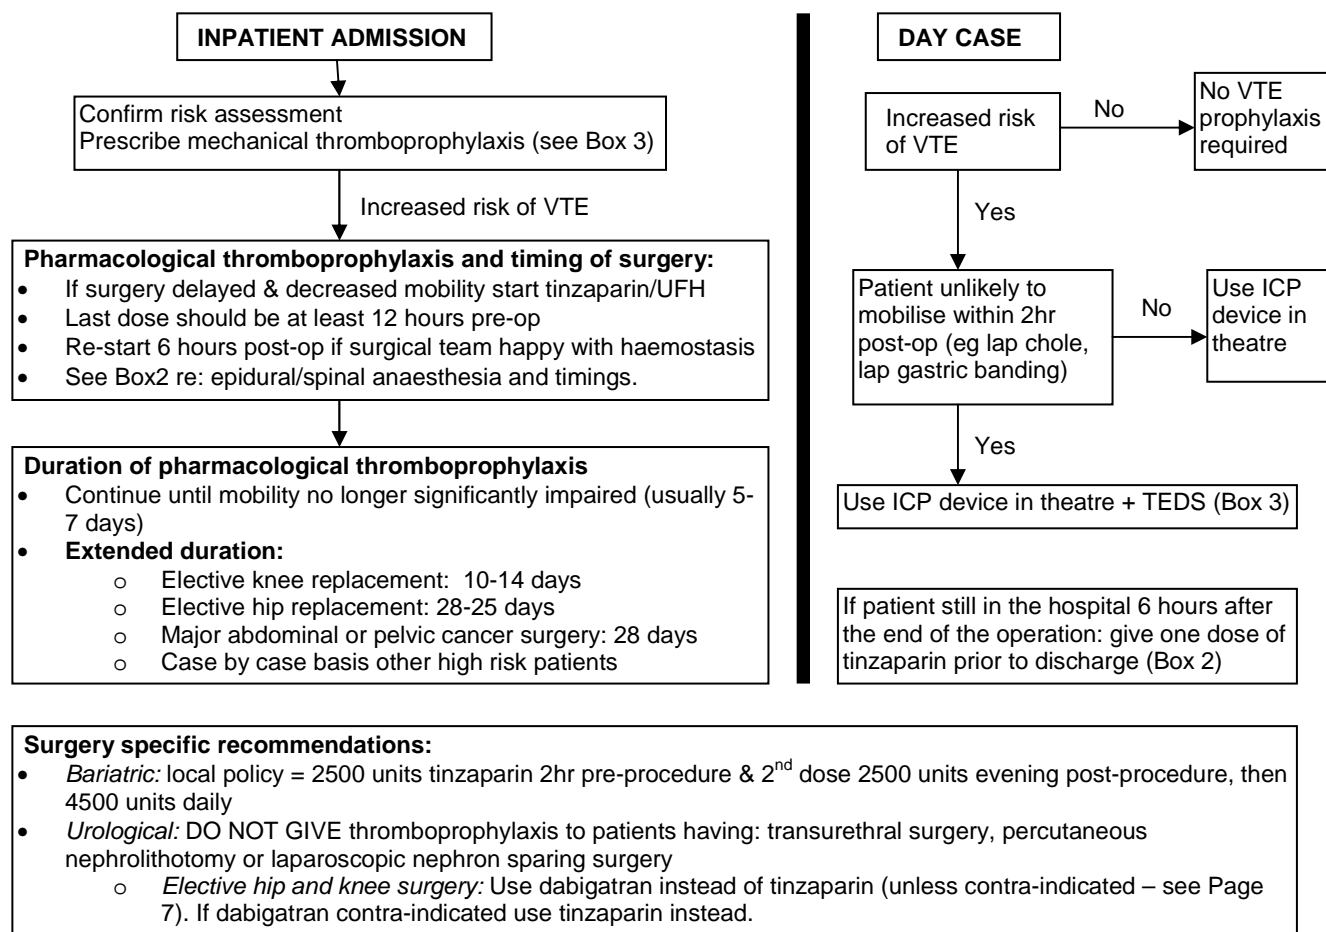 INPATIENT ADMISSION
Confirm risk assessment
Prescribe mechanical thromboprophylaxis (see Box 3)
Increased risk of VTE
Pharmacological thromboprophylaxis and timing of surgery:
• If surgery delayed & decreased mobility start tinzaparin/UFH
• Last dose should be at least 12 hours pre-op
• Re-start 6 hours post-op if surgical team happy with haemostasis
• See Box2 re: epidural/spinal anaesthesia and timings.
Duration of pharmacological thromboprophylaxis
• Continue until mobility no longer significantly impaired (usually 5-
7 days)
• Extended duration:
o Elective knee replacement: 10-14 days
o Elective hip replacement: 28-25 days
o Major abdominal or pelvic cancer surgery: 28 days
o Case by case basis other high risk patients
DAY CASE
Increased risk
of VTE
No
No VTE
prophylaxis
required
Yes
Patient unlikely to
mobilise within 2hr
post-op (eg lap chole,
lap gastric banding)
No
Use ICP
device in
theatre
Yes
Use ICP device in theatre + TEDS (Box 3)
If patient still in the hospital 6 hours after
the end of the operation: give one dose of
tinzaparin prior to discharge (Box 2)
Surgery specific recommendations:
• Bariatric: local policy = 2500 units tinzaparin 2hr pre-procedure & 2nd dose 2500 units evening post-procedure, then
4500 units daily
• Urological: DO NOT GIVE thromboprophylaxis to patients having: transurethral surgery, percutaneous
nephrolithotomy or laparoscopic nephron sparing surgery
o Elective hip and knee surgery: Use dabigatran instead of tinzaparin (unless contra-indicated – see Page
7). If dabigatran contra-indicated use tinzaparin instead.